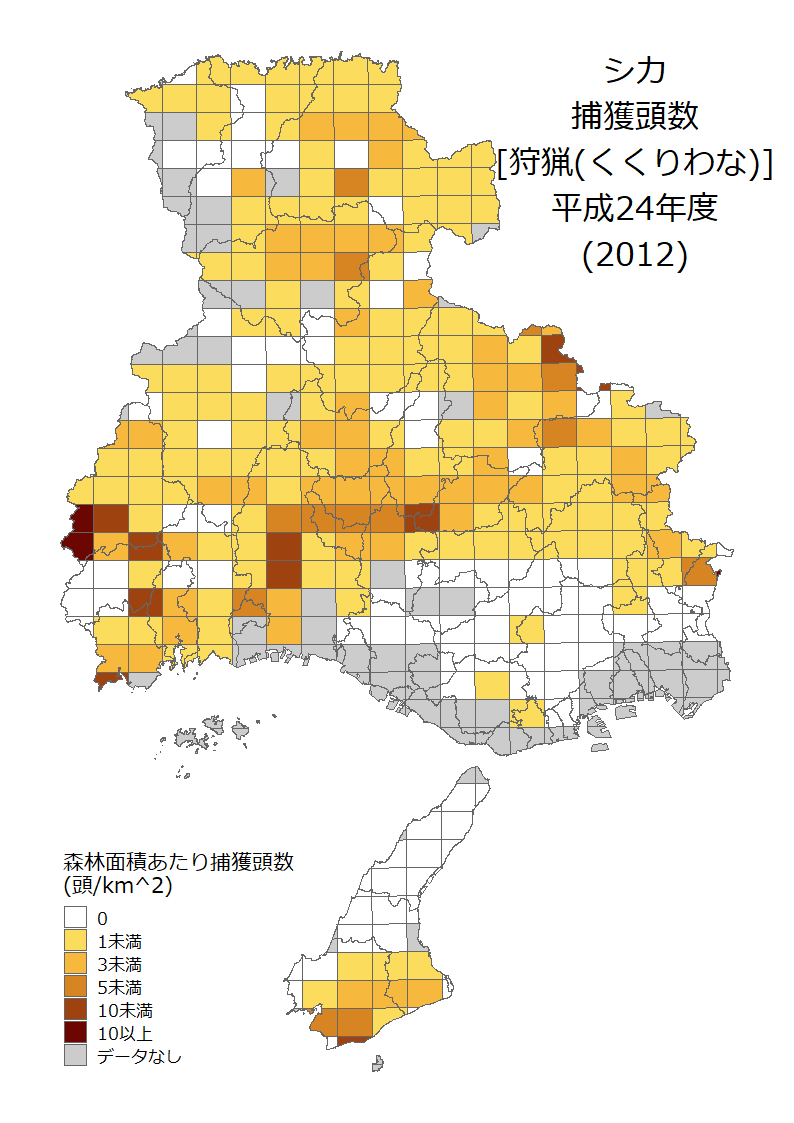 シカ
捕獲頭数
[狩猟(くくりわな)]
平成24年度
(2012)
森林面積あたり捕獲頭数
(頭/km^2)
0
1未満
3未満
5未満
10未満
10以上
データなし